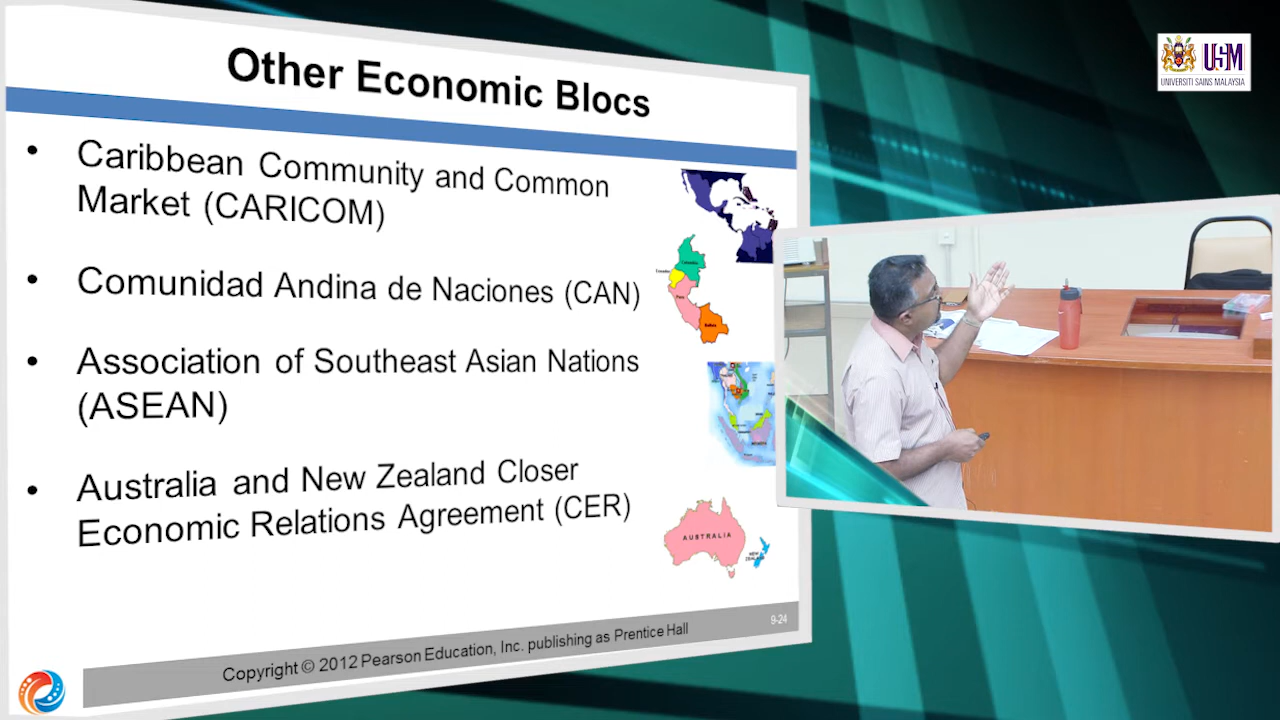 Other Economic Blocs
• Caribbean Community and Common
Market (CARICOM)
• Comunidad Andina de Naciones (CAN)
• Association of Southeast Asian Nations
(ASEAN)
• Australia and New Zealand Closer
Economic Relations Agreement (CER)
AUSTRALIA
NEW
ZEALAND
Copyright © 2012 Pearson Education, Inc. publishing as Prentice Hall
9-24
USM
UNIVERSITI SAINS MALAYSIA